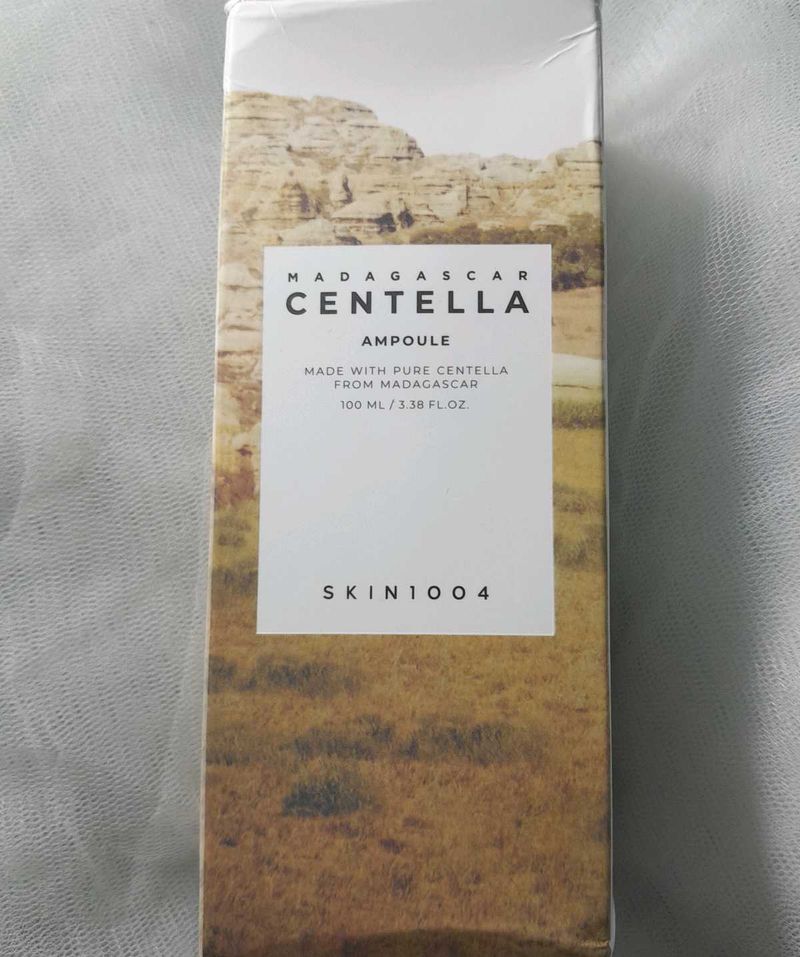 MADAGASCAR
CENTELLA
AMPOULE
MADE WITH PURE CENTELLA
FROM MADAGASCAR
100 ML / 3.38 FL.OZ.
SKIN1004